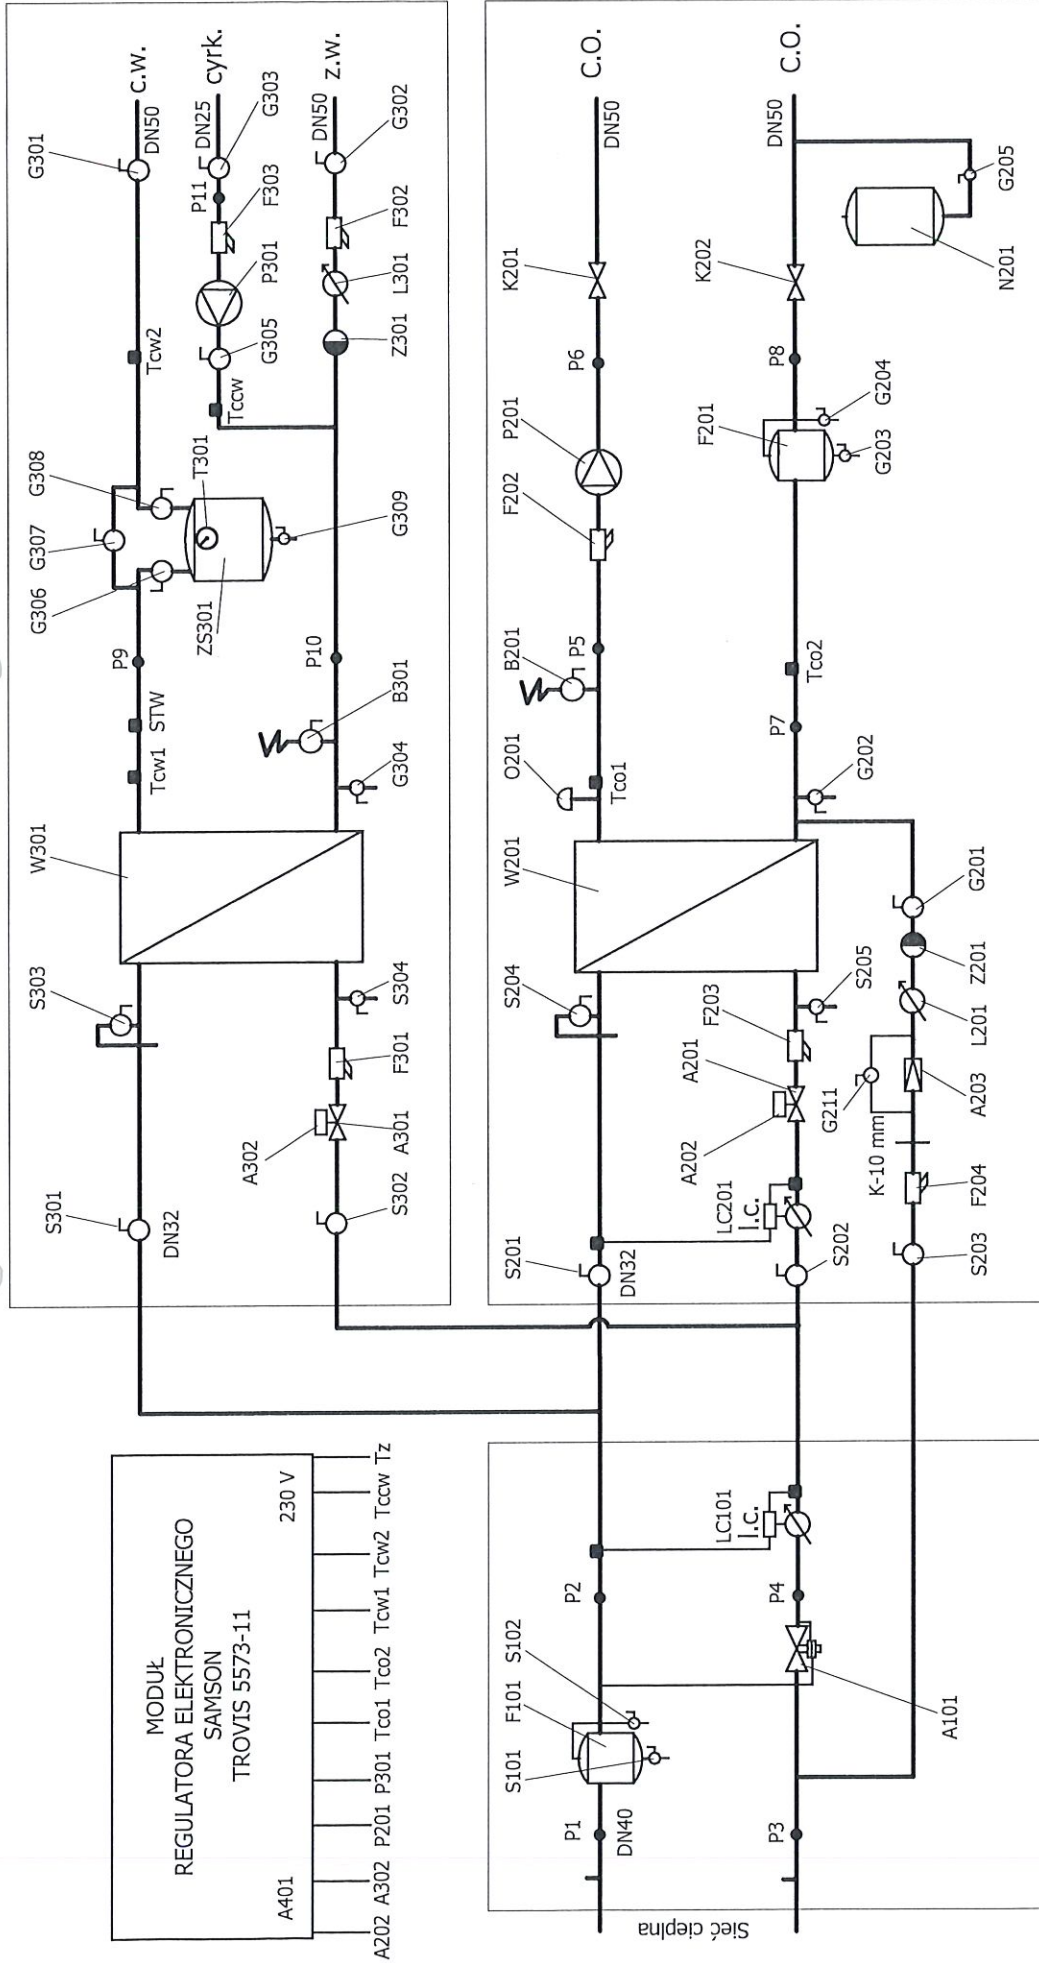 MODUŁ
REGULATORA ELEKTRONICZNEGO
SAMSON
TROVIS 5573-11
A401
230 V
A202
A302
P201
P301
Tco1
Tco2
Tcw1
Tcw2
Tccw
Tz
S301
DN32
S303
W301
Tcw1
STW
P9
G306
G307
G308
ZS301
T301
G309
Tcw2
G301
DN50
c.w.
Tccw
G305
P301
F303
P11
DN25
G303
cyrk.
S302
A302
A301
F301
S304
G304
B301
P10
Z301
L301
F302
DN50
G302
z.w.
Sieć cieplna
P1
DN40
S101
F101
S102
P2
P3
A101
P4
LC101
l.c.
S201
DN32
S204
W201
O201
Tco1
B201
P5
F202
P201
P6
K201
DN50
C.O.
S202
LC201
l.c.
A202
A201
F203
S205
G202
P7
Tco2
F201
G203
G204
P8
K202
DN50
C.O.
S203
F204
K-10 mm
G211
A203
L201
Z201
G201
N201
G205